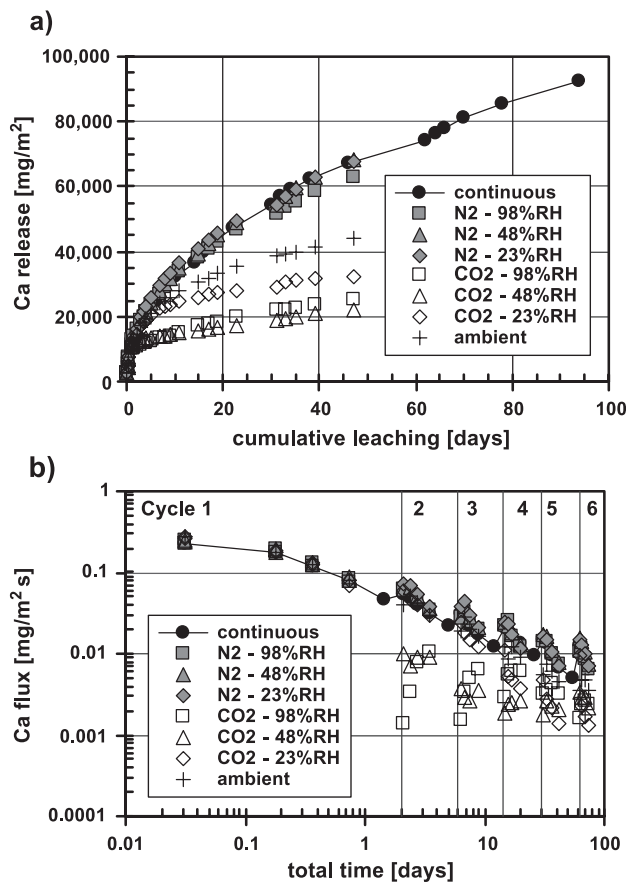 a)
100,000
80,000
60,000
40,000
20,000
0
Ca release [mg/m²]
continuous
N2 - 98%RH
N2 - 48%RH
N2 - 23%RH
CO2 - 98%RH
CO2 - 48%RH
CO2 - 23%RH
ambient
0 20 40 60 80 100
cumulative leaching [days]
b)
Cycle 1 2 3 4 5 6
1
0.1
0.01
0.001
0.0001
Ca flux [mg/m² s]
continuous
N2 - 98%RH
N2 - 48%RH
N2 - 23%RH
CO2 - 98%RH
CO2 - 48%RH
CO2 - 23%RH
ambient
0.01 0.1 1 10 100
total time [days]